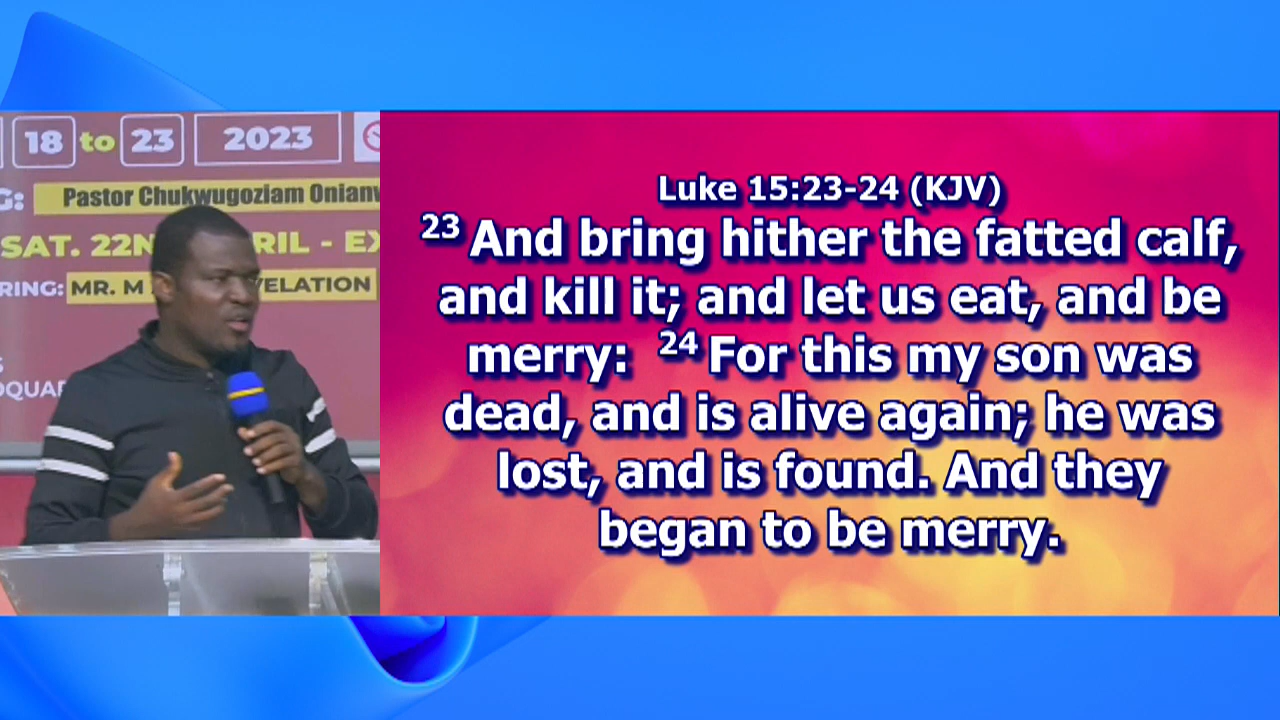 18 to 23 2023
G: Pastor Chukwugoziam
SAT. 22N RIL - EX
RING: MR. M VELATION
S
QUAR
Luke 15:23-24 (KJV)
23 And bring hither the fatted calf,
and kill it; and let us eat, and be
merry: 24 For this my son was
dead, and is alive again; he was
lost, and is found. And they
began to be merry.